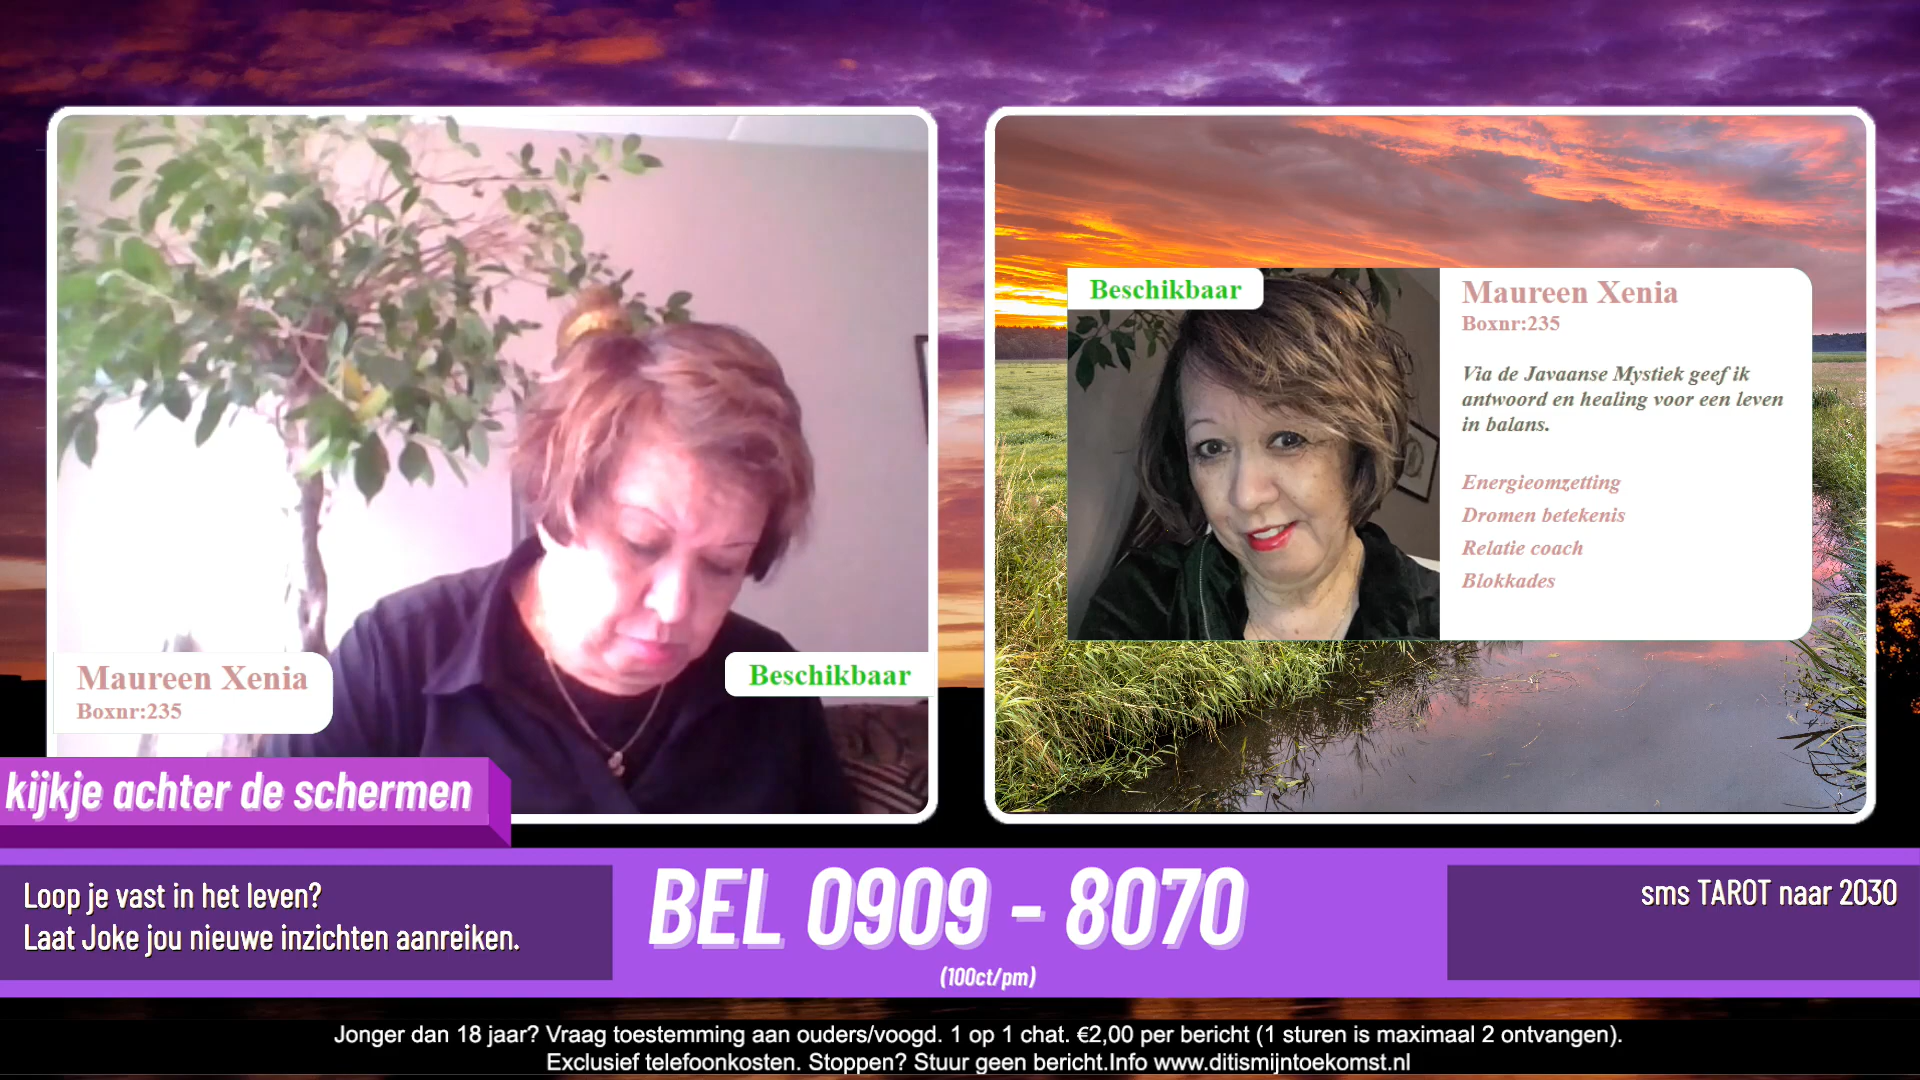 Maureen Xenia
Boxnr:235
Beschikbaar
Beschikbaar
Maureen Xenia
Boxnr:235
Via de Javaanse Mystiek geef ik
antwoord en healing voor een leven
in balans.
Energieomzetting
Dromen betekenis
Relatie coach
Blokkades
kijkje achter de schermen
Loop je vast in het leven?
Laat Joke jou nieuwe inzichten aanreiken.
BEL 0909 - 8070
(100ct/pm)
sms TAROT naar 2030
Jonger dan 18 jaar? Vraag toestemming aan ouders/voogd. 1 op 1 chat. €2,00 per bericht (1 sturen is maximaal 2 ontvangen).
Exclusief telefoonkosten. Stoppen? Stuur geen bericht.Info www.ditismijntoekomst.nl